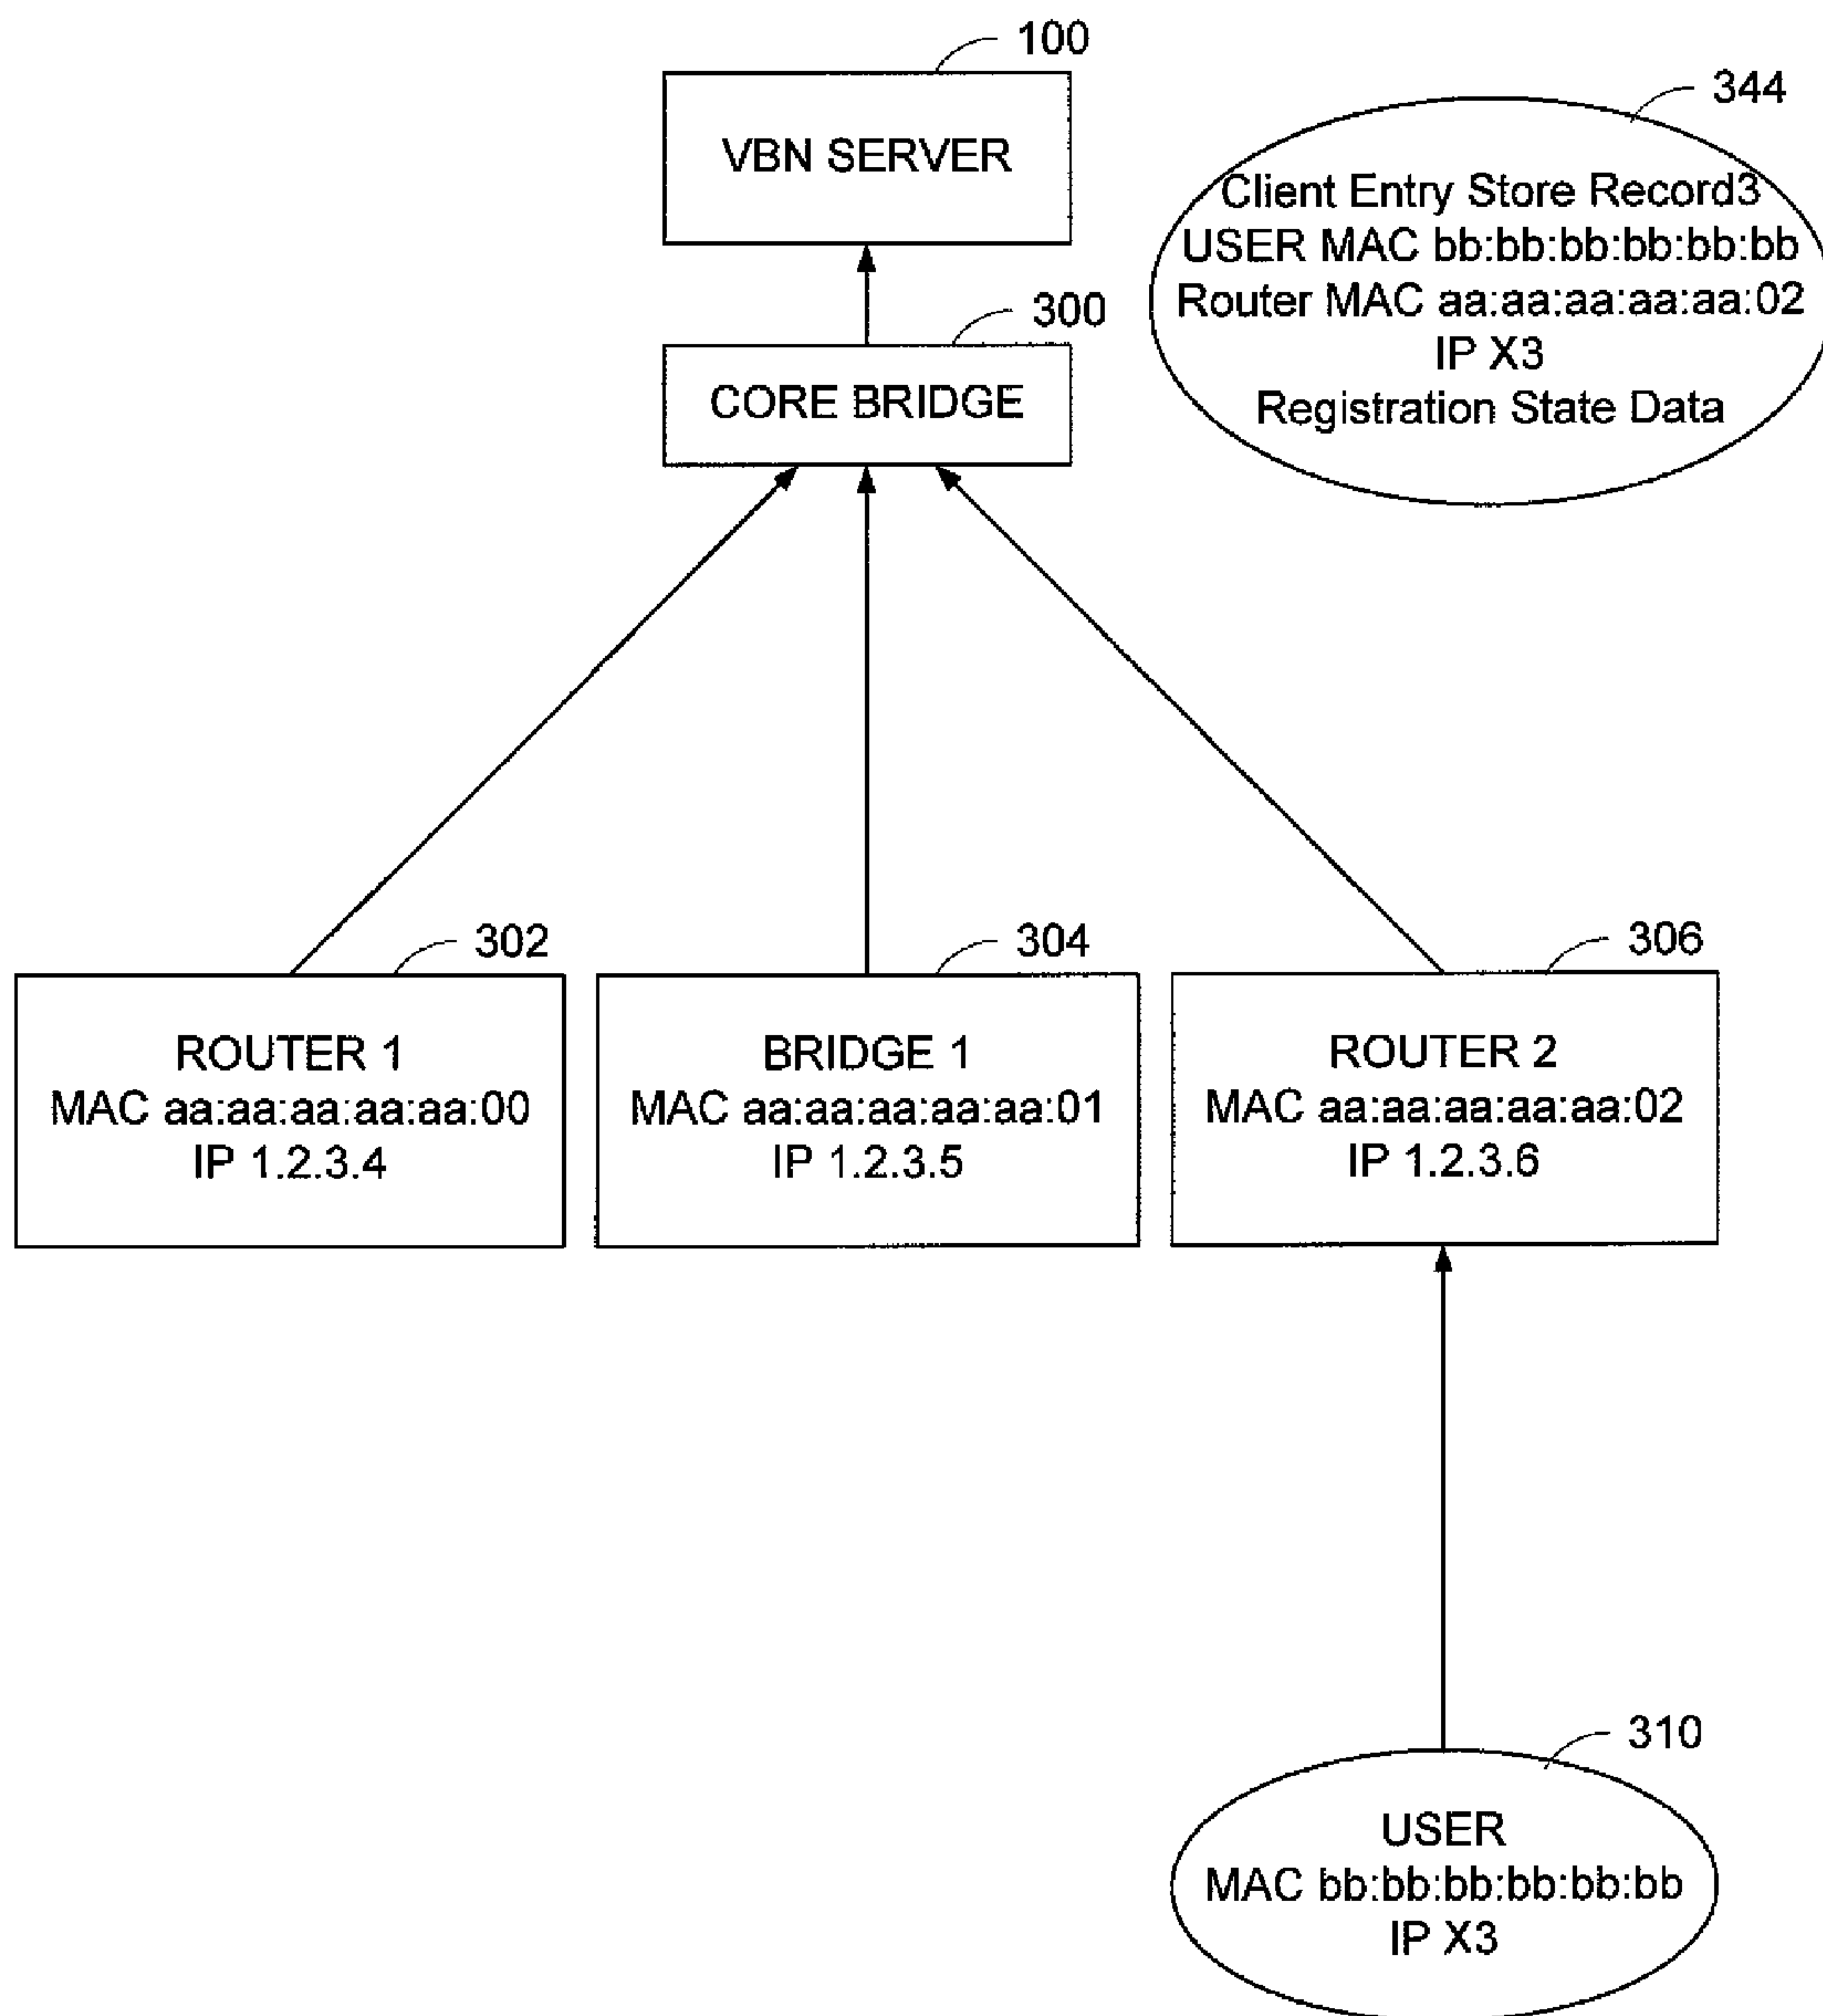 100
VBN SERVER
344
Client Entry Store Record3
USER MAC bb:bb:bb:bb:bb:bb
Router MAC aa:aa:aa:aa:aa:02
IP X3
Registration State Data
300
CORE BRIDGE
302
ROUTER 1
MAC aa:aa:aa:aa:aa:00
IP 1.2.3.4
304
BRIDGE 1
MAC aa:aa:aa:aa:aa:01
IP 1.2.3.5
306
ROUTER 2
MAC aa:aa:aa:aa:aa:02
IP 1.2.3.6
310
USER
MAC bb:bb:bb:bb:bb:bb
IP X3